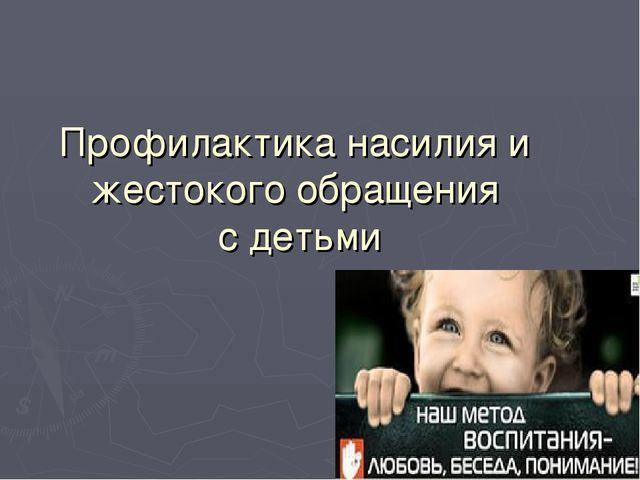 Профилактика насилия и
жестокого обращения
с детьми
наш метод
воспитания-
любовь, беседа, понимание!
N
S